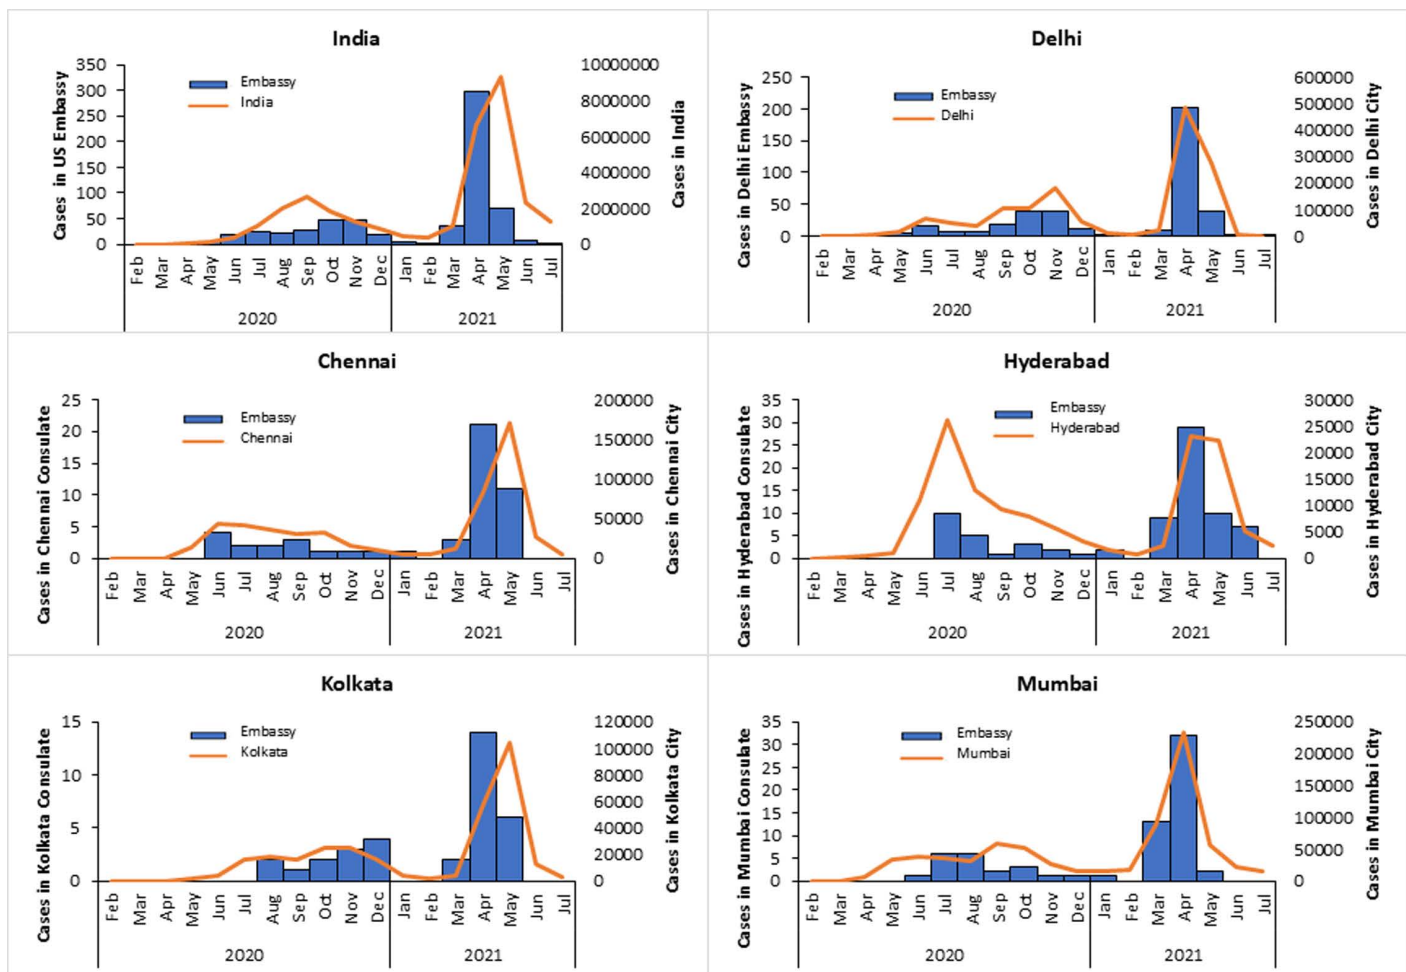 India
Cases in US Embassy
350
300
250
200
150
100
50
0
Embassy
India
10000000
8000000
6000000
4000000
2000000
0
Cases in India
Feb Mar Apr May Jun Jul Aug Sep Oct Nov Dec Jan Feb Mar Apr May Jun Jul
2020 2021
Delhi
Cases in Delhi Embassy
250
200
150
100
50
0
Embassy
Delhi
600000
500000
400000
300000
200000
100000
0
Cases in Delhi City
Feb Mar Apr May Jun Jul Aug Sep Oct Nov Dec Jan Feb Mar Apr May Jun Jul
2020 2021
Chennai
Cases in Chennai Consulate
25
20
15
10
5
0
Embassy
Chennai
200000
150000
100000
50000
0
Cases in Chennai City
Feb Mar Apr May Jun Jul Aug Sep Oct Nov Dec Jan Feb Mar Apr May Jun Jul
2020 2021
Hyderabad
Cases in Hyderabad Consulate
35
30
25
20
15
10
5
0
Embassy
Hyderabad
30000
25000
20000
15000
10000
5000
0
Cases in Hyderabad City
Feb Mar Apr May Jun Jul Aug Sep Oct Nov Dec Jan Feb Mar Apr May Jun Jul
2020 2021
Kolkata
Cases in Kolkata Consulate
15
10
5
0
Embassy
Kolkata
120000
100000
80000
60000
40000
20000
0
Cases in Kolkata City
Feb Mar Apr May Jun Jul Aug Sep Oct Nov Dec Jan Feb Mar Apr May Jun Jul
2020 2021
Mumbai
Cases in Mumbai Consulate
35
30
25
20
15
10
5
0
Embassy
Mumbai
250000
200000
150000
100000
50000
0
Cases in Mumbai City
Feb Mar Apr May Jun Jul Aug Sep Oct Nov Dec Jan Feb Mar Apr May Jun Jul
2020 2021